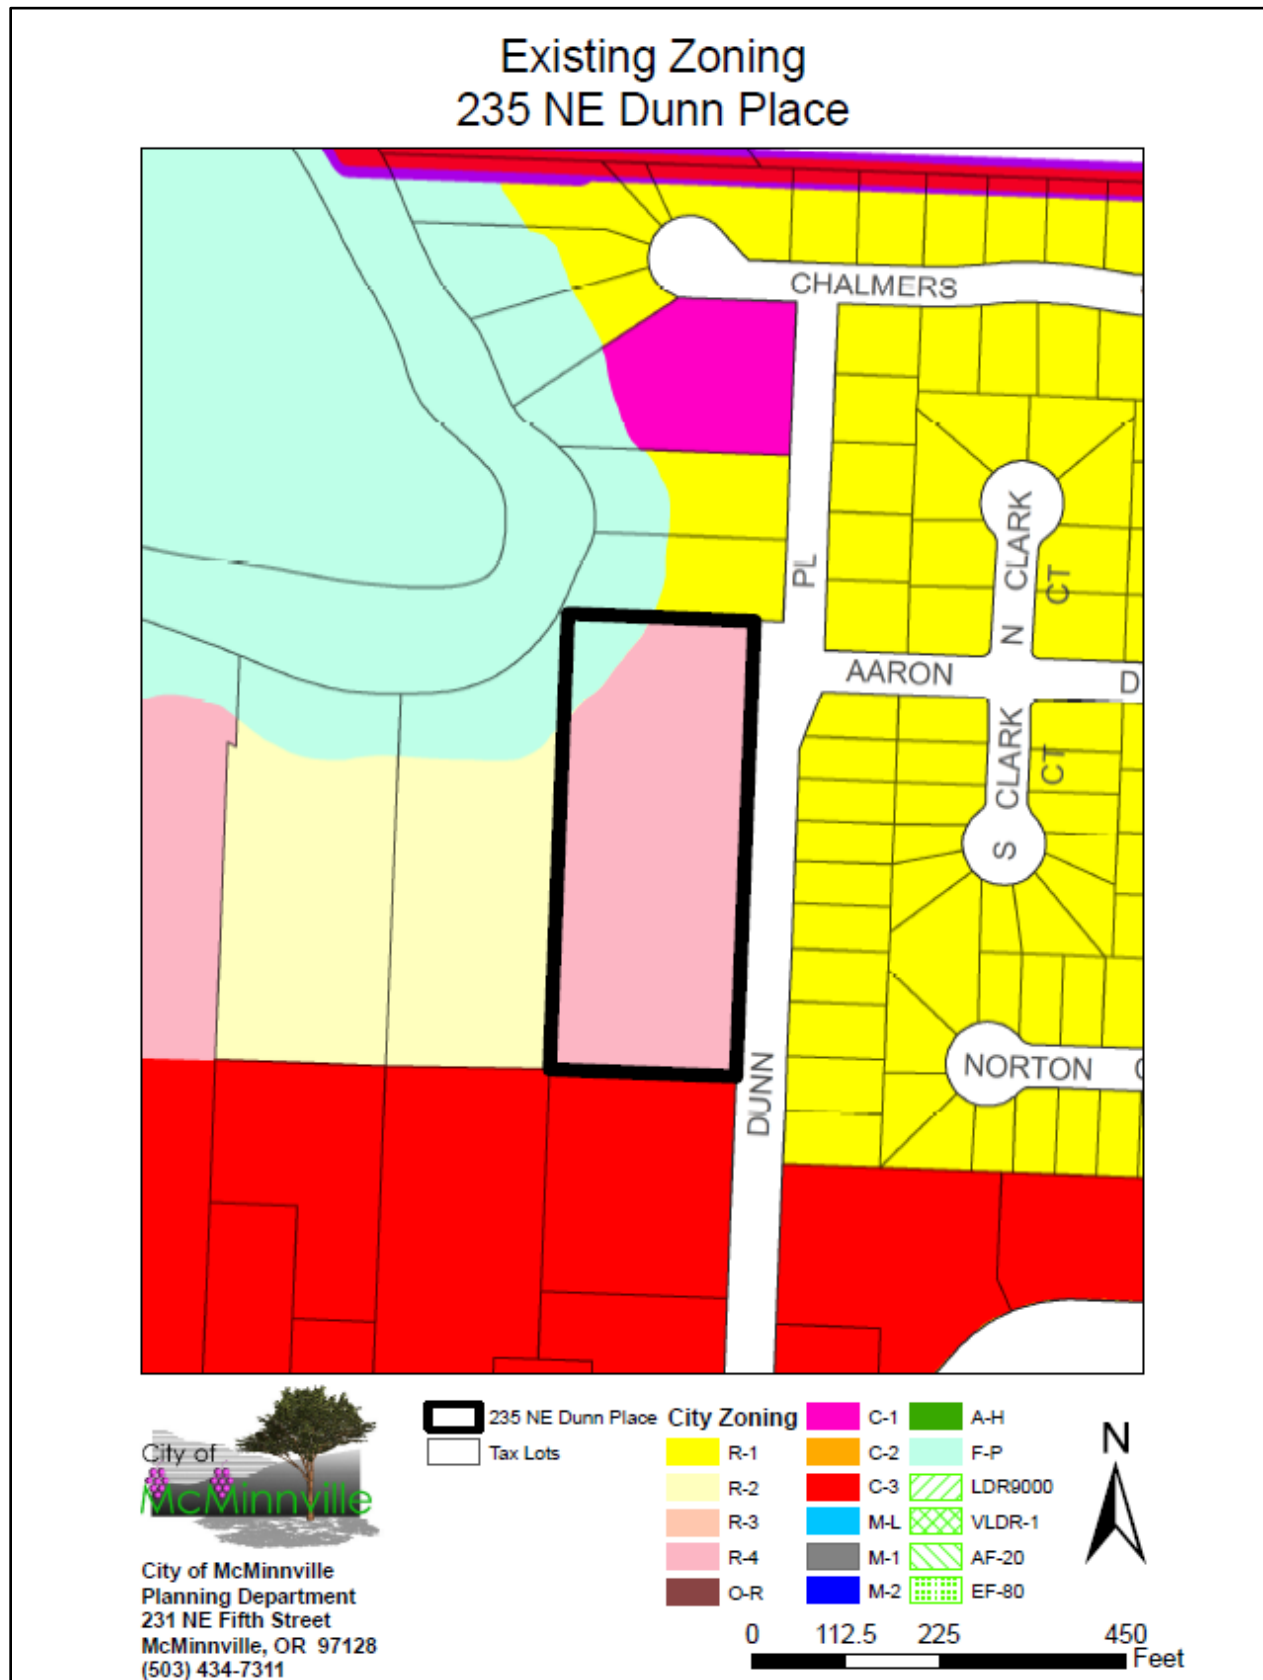 Existing Zoning
235 NE Dunn Place
CHALMERS
PL
N CLARK
CT
AARON
D
S CLARK
CT
DUNN
NORTON
City of
McMinnville
City of McMinnville
Planning Department
231 NE Fifth Street
McMinnville, OR 97128
(503) 434-7311
235 NE Dunn Place
Tax Lots
City Zoning
R-1
R-2
R-3
R-4
O-R
C-1
C-2
C-3
M-L
M-1
M-2
A-H
F-P
LDR9000
VLDR-1
AF-20
EF-80
N
0 112.5 225 450
Feet